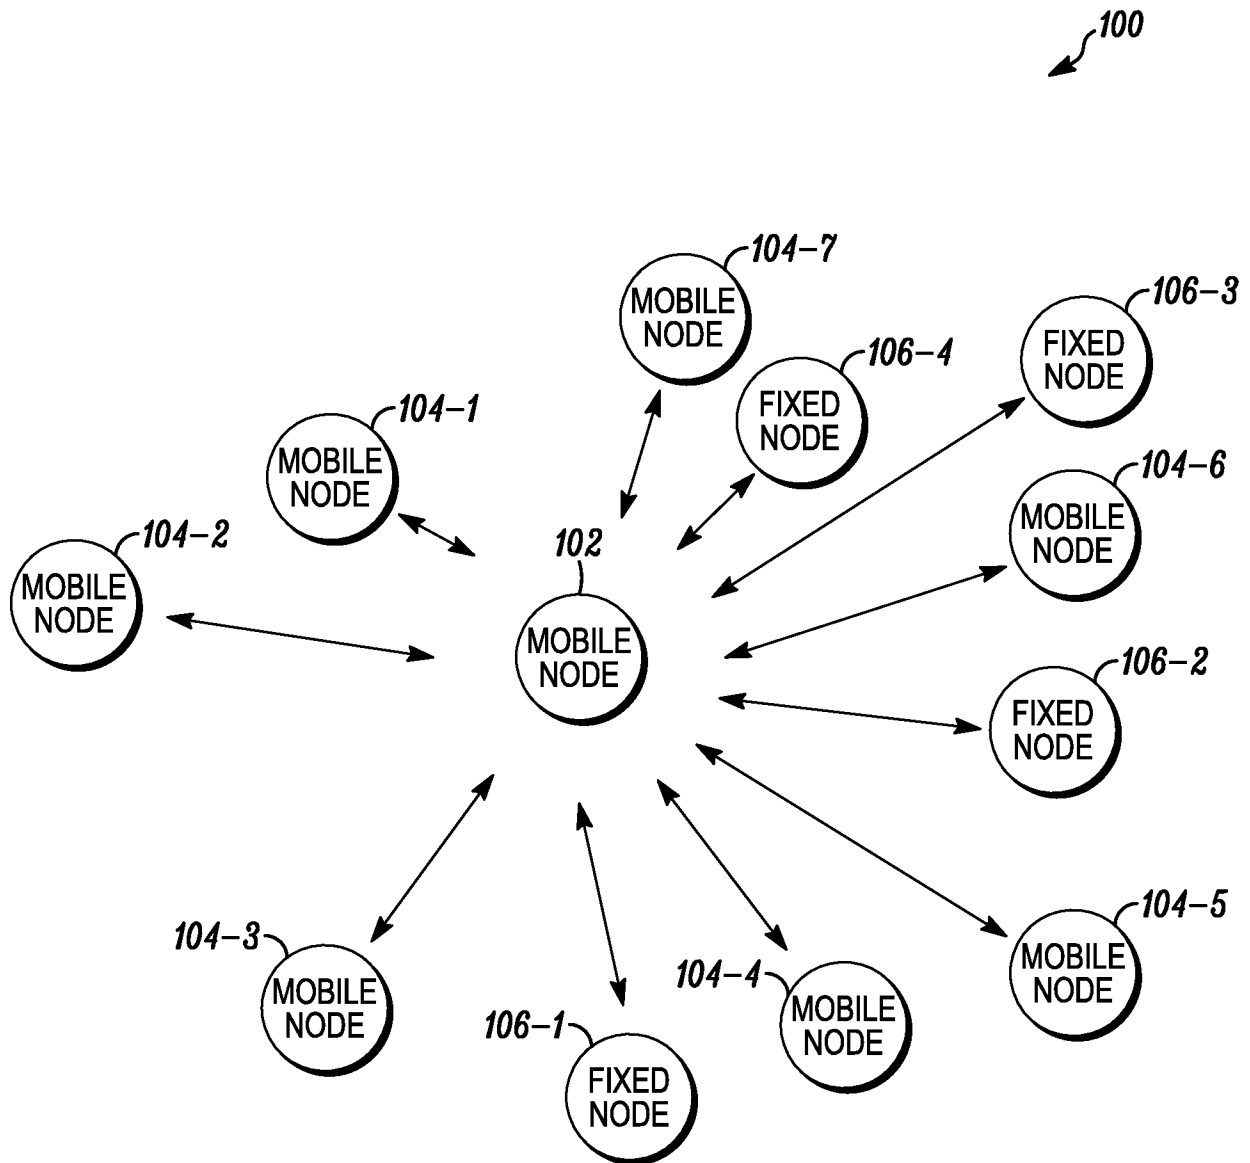 100
104-7
MOBILE
NODE
106-3
FIXED
NODE
106-4
FIXED
NODE
104-1
MOBILE
NODE
104-6
MOBILE
NODE
104-2
MOBILE
NODE
102
MOBILE
NODE
106-2
FIXED
NODE
104-5
MOBILE
NODE
104-3
MOBILE
NODE
104-4
MOBILE
NODE
106-1
FIXED
NODE